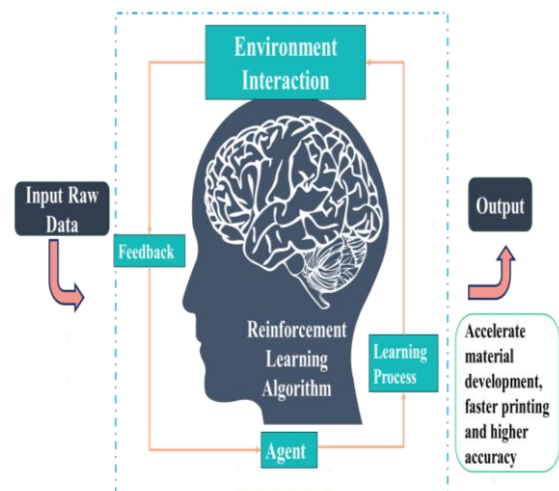 Environment
Interaction
Input Raw
Data
Feedback
Reinforcement
Learning
Algorithm
Learning
Process
Agent
Output
Accelerate
material
development,
faster printing
and higher
accuracy